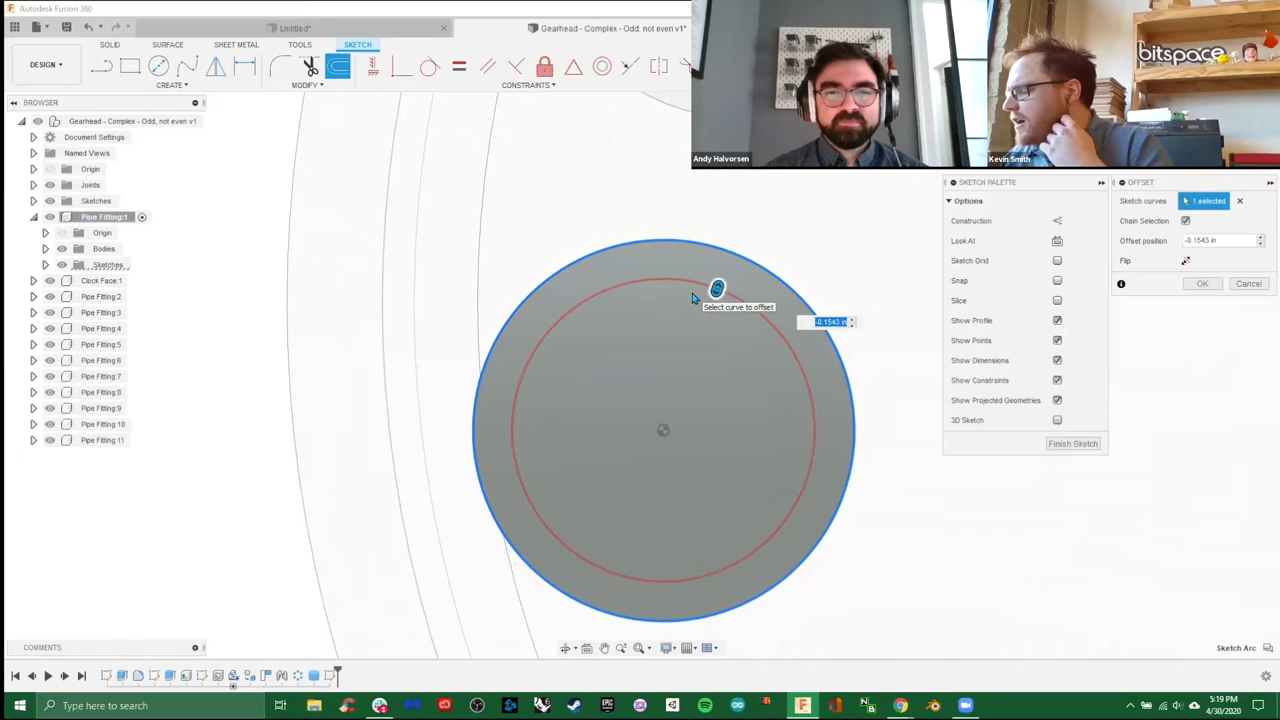 Autodesk Fusion 360
Untitled*
Gearhead - Complex - Odd, not even v1*
DESIGN
SOLID
SURFACE
SHEET METAL
TOOLS
SKETCH
CREATE
MODIFY
CONSTRAINTS
bitspace
Andy Halvorsen
Kevin Smith
BROWSER
Gearhead - Complex - Odd, not even v1
Document Settings
Named Views
Origin
Joints
Sketches
Pipe Fitting:1
Origin
Bodies
Sketches
Clock Face:1
Pipe Fitting:2
Pipe Fitting:3
Pipe Fitting:4
Pipe Fitting:5
Pipe Fitting:6
Pipe Fitting:7
Pipe Fitting:8
Pipe Fitting:9
Pipe Fitting:10
Pipe Fitting:11
Select curve to offset
-0.1543 in
SKETCH PALETTE
Options
Construction
Look At
Sketch Grid
Snap
Slice
Show Profile
Show Points
Show Dimensions
Show Constraints
Show Projected Geometries
3D Sketch
Finish Sketch
OFFSET
Sketch curves
1 selected
Chain Selection
Offset position
-0.1543 in
Flip
OK
Cancel
COMMENTS
Sketch Arc
Type here to search
5:19 PM
4/30/2020